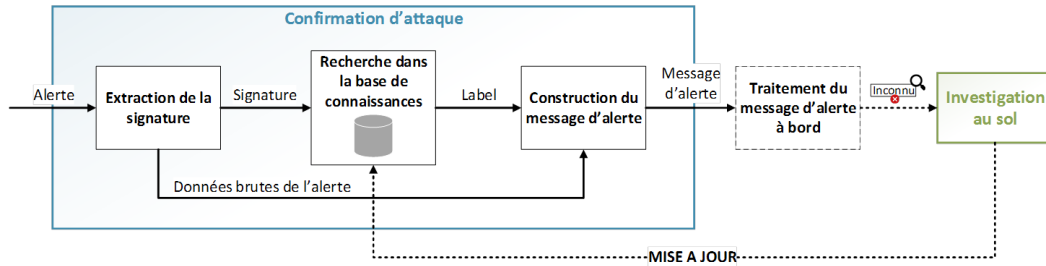 Confirmation d'attaque
Alerte
Extraction de la
signature
Signature
Recherche dans
la base de
connaissances
Label
Construction du
message d'alerte
Message
d'alerte
Traitement du
message d'alerte
à bord
Inconnu
Investigation
au sol
Données brutes de l'alerte
MISE A JOUR